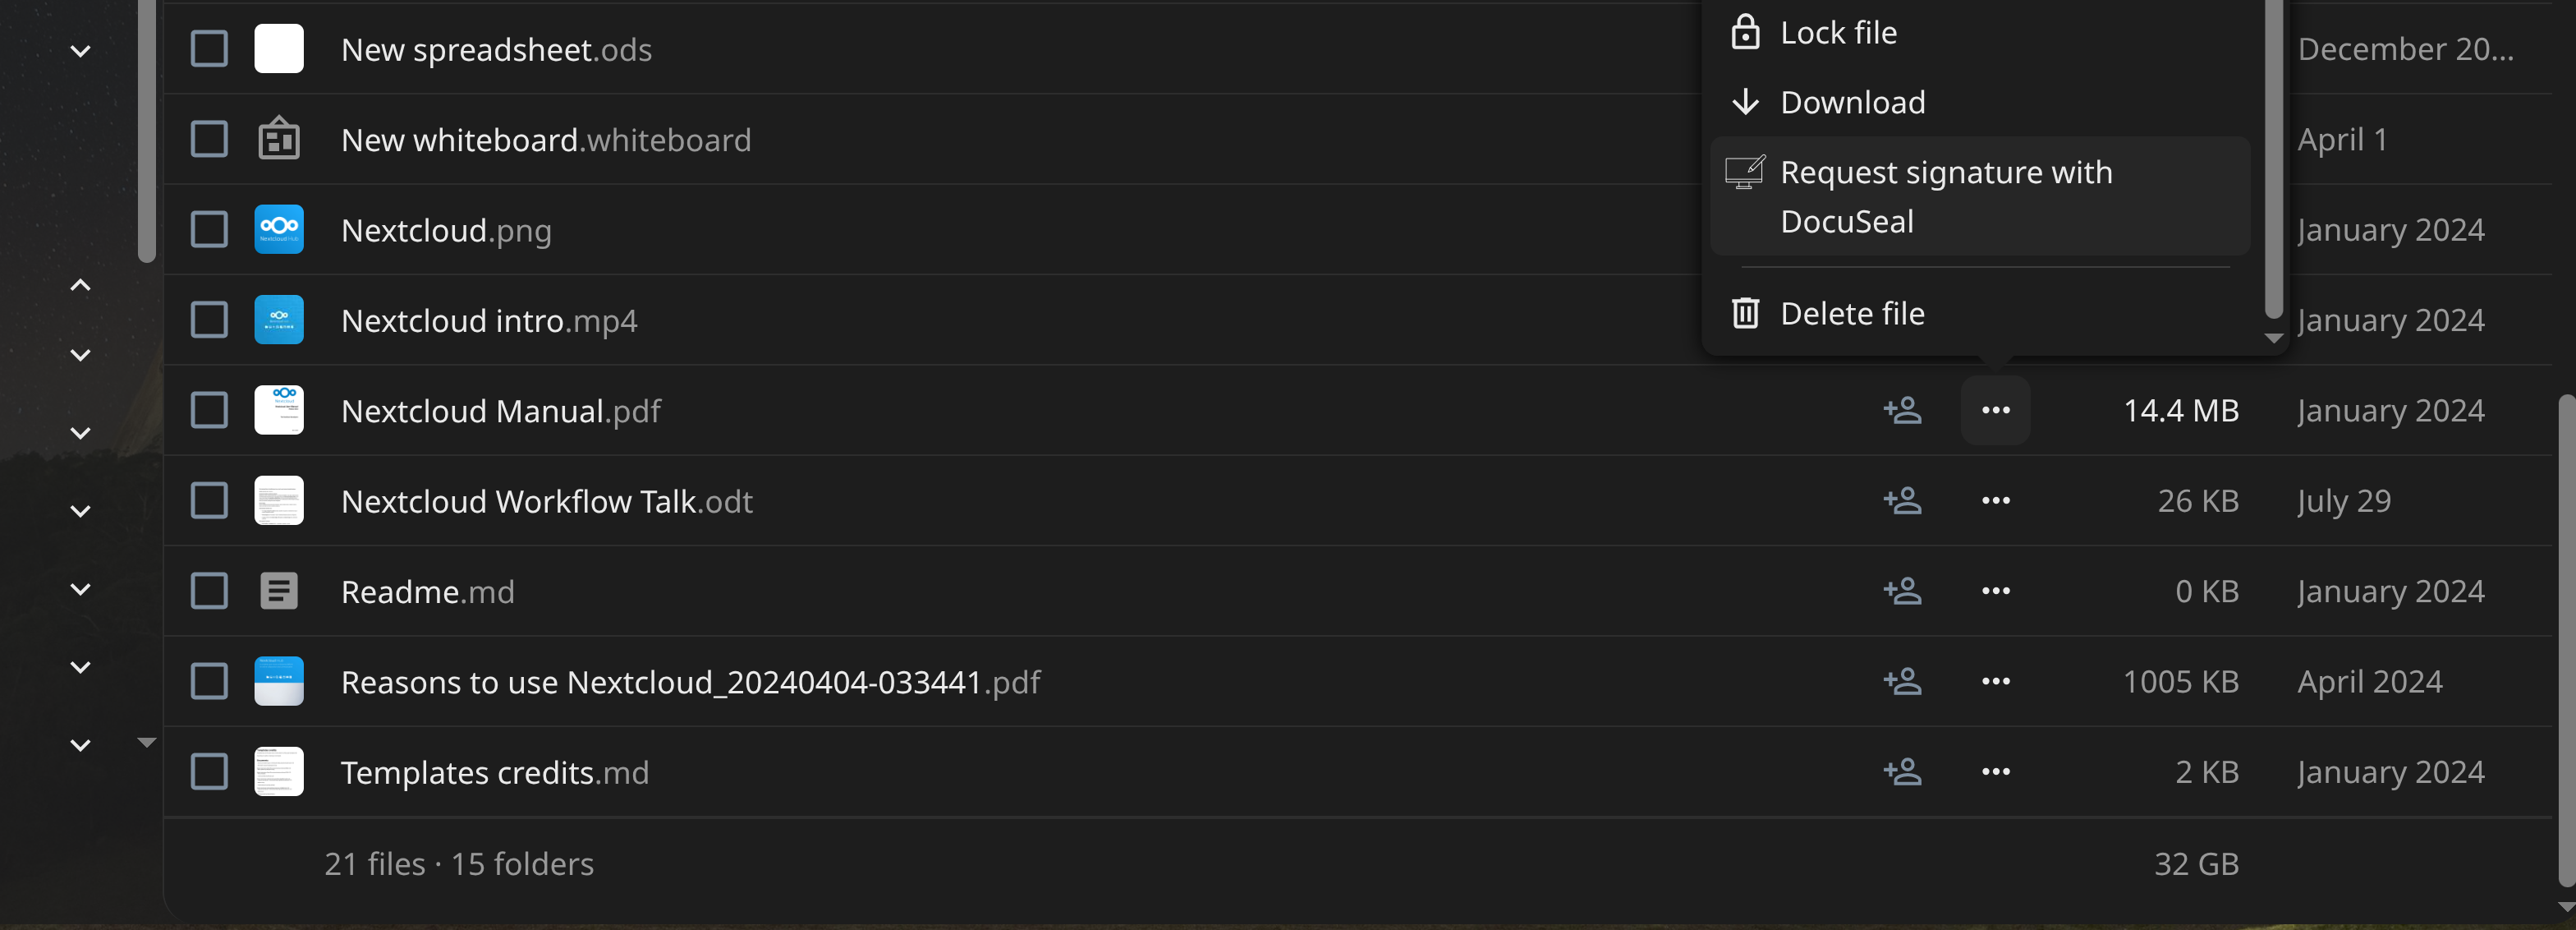 New spreadsheet.ods
December 20...
New whiteboard.whiteboard
April 1
Nextcloud.png
January 2024
Nextcloud intro.mp4
January 2024
Lock file
Download
Request signature with
DocuSeal
Delete file
Nextcloud Manual.pdf 14.4 MB January 2024
Nextcloud Workflow Talk.odt 26 KB July 29
Readme.md 0 KB January 2024
Reasons to use Nextcloud_20240404-033441.pdf 1005 KB April 2024
Templates credits.md 2 KB January 2024
21 files · 15 folders 32 GB